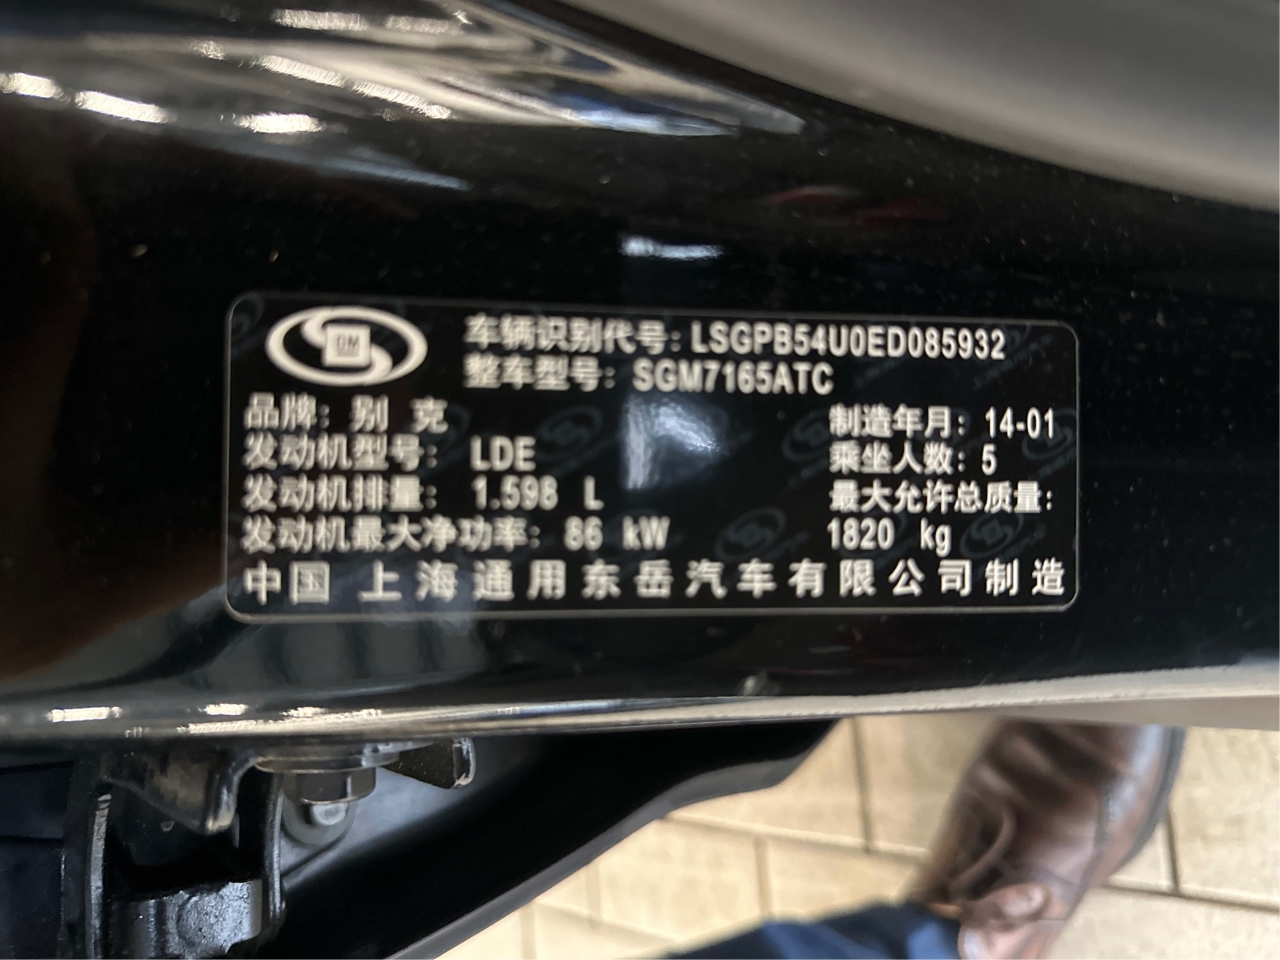 GM
车辆识别代号: LSGPB54U0ED085932
整车型号: SGM7165ATC
品牌: 别 克
制造年月: 14-01
发动机型号: LDE
乘坐人数: 5
发动机排量: 1.598 L
最大允许总质量:
发动机最大净功率: 86 kW
1820 kg
中国 上海通用东岳汽车有限公司制造